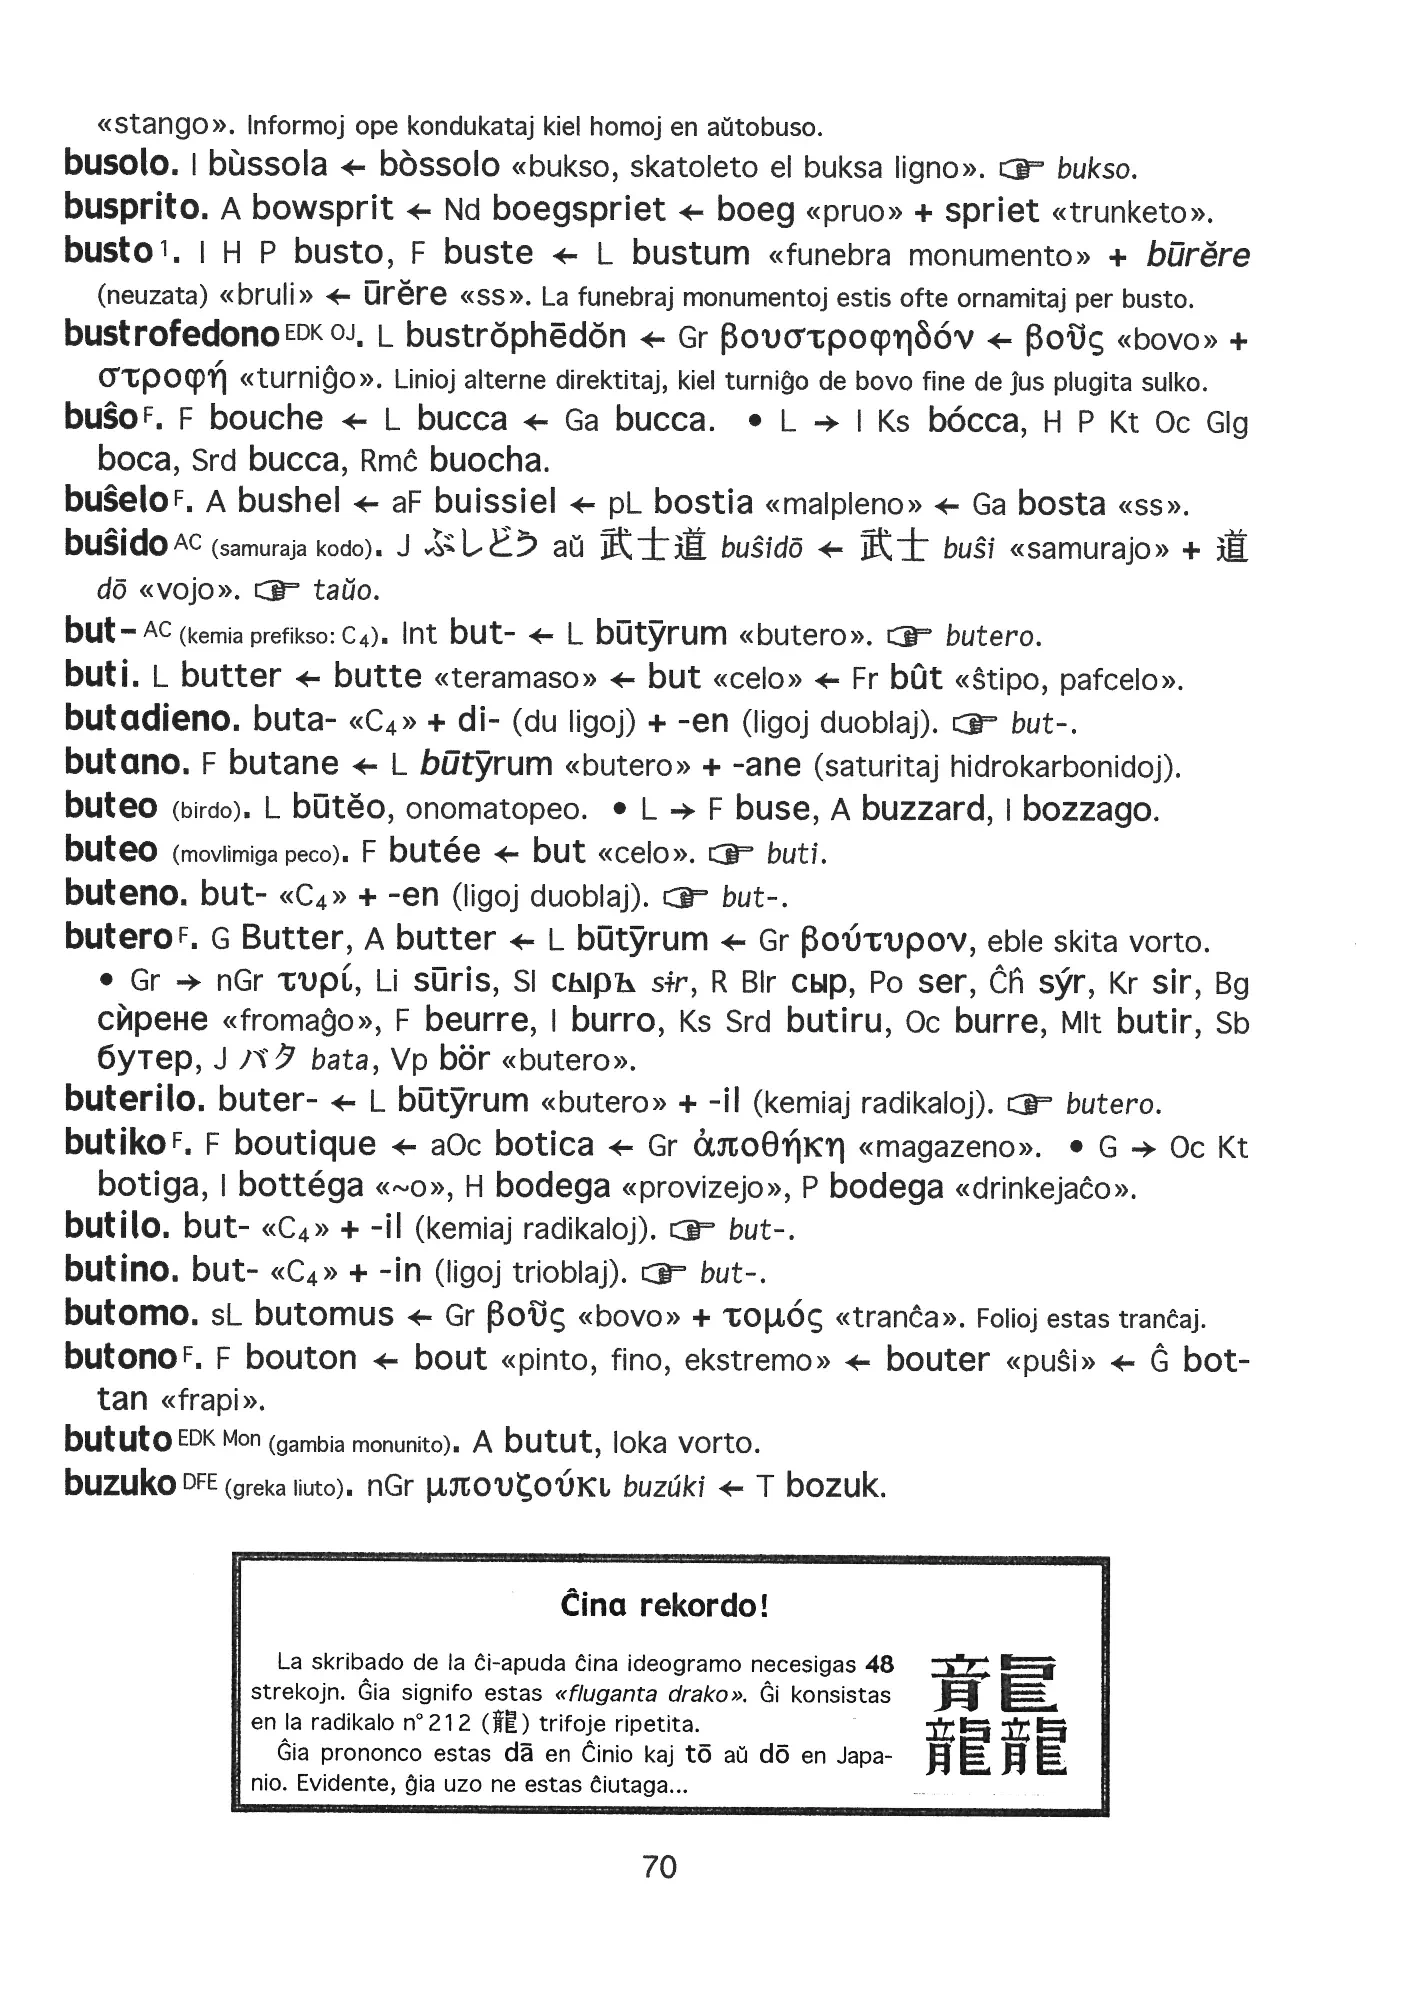 «stango». Informoj ope kondukataj kiel homoj en aŭtobuso.
busolo. I bùssola ← bòssolo «bukso, skatoleto el buksa ligno». ☞ bukso.
busprito. A bowsprit ← Nd boegspriet ← boeg «pruo» + spriet «trunketo».
busto¹. I H P busto, F buste ← L bustum «funebra monumento» + būrĕre
(neuzata) «bruli» ← ūrĕre «ss». La funebraj monumentoj estis ofte ornamitaj per busto.
bustrofedono EDK OJ. L bustrŏphēdŏn ← Gr βουστροφηδόν ← βοῦς «bovo» +
στροφή «turniĝo». Linioj alterne direktitaj, kiel turniĝo de bovo fine de ĵus plugita sulko.
buŝo F. F bouche ← L bucca ← Ga bucca. • L → I Ks bócca, H P Kt Oc Glg
boca, Srd bucca, Rmĉ buocha.
buŝelo F. A bushel ← aF buissiel ← pL bostia «malpleno» ← Ga bosta «ss».
buŝido AC (samuraja kodo). J ぶしどう aŭ 武士道 buŝidō ← 武士 buŝi «samurajo» + 道
dō «vojo». ☞ taŭo.
but- AC (kemia prefikso: C₄). Int but- ← L būtȳrum «butero». ☞ butero.
buti. L butter ← butte «teramaso» ← but «celo» ← Fr bût «ŝtipo, pafcelo».
butadieno. buta- «C₄» + di- (du ligoj) + -en (ligoj duoblaj). ☞ but-.
butano. F butane ← L būtȳrum «butero» + -ane (saturitaj hidrokarbonidoj).
buteo (birdo). L būtĕo, onomatopeo. • L → F buse, A buzzard, I bozzago.
buteo (movlimiga peco). F butée ← but «celo». ☞ buti.
buteno. but- «C₄» + -en (ligoj duoblaj). ☞ but-.
butero F. G Butter, A butter ← L būtȳrum ← Gr βούτυρον, eble skita vorto.
• Gr → nGr τυρί, Li sūris, Sl сыръ sɨr, R Blr сыр, Po ser, Ĉĥ sýr, Kr sir, Bg
сѝрене «fromaĝo», F beurre, I burro, Ks Srd butiru, Oc burre, Mlt butir, Sb
бутер, J バタ bata, Vp bör «butero».
buterilo. buter- ← L būtȳrum «butero» + -il (kemiaj radikaloj). ☞ butero.
butiko F. F boutique ← aOc botica ← Gr ἀποθήκη «magazeno». • G → Oc Kt
botiga, I bottéga «~o», H bodega «provizejo», P bodega «drinkejaĉo».
butilo. but- «C₄» + -il (kemiaj radikaloj). ☞ but-.
butino. but- «C₄» + -in (ligoj trioblaj). ☞ but-.
butomo. sL butomus ← Gr βοῦς «bovo» + τομός «tranĉa». Folioj estas tranĉaj.
butono F. F bouton ← bout «pinto, fino, ekstremo» ← bouter «puŝi» ← Ĝ bot-
tan «frapi».
bututo EDK Mon (gambia monunito). A butut, loka vorto.
buzuko DFE (greka liuto). nGr μπουζούκι buzúki ← T bozuk.
Ĉina rekordo!
La skribado de la ĉi-apuda ĉina ideogramo necesigas 48
strekojn. Ĝia signifo estas «fluganta drako». Ĝi konsistas
en la radikalo n° 212 (龍) trifoje ripetita.
Ĝia prononco estas dā en Ĉinio kaj tō aŭ dō en Japa-
nio. Evidente, ĝia uzo ne estas ĉiutaga...
龘
70